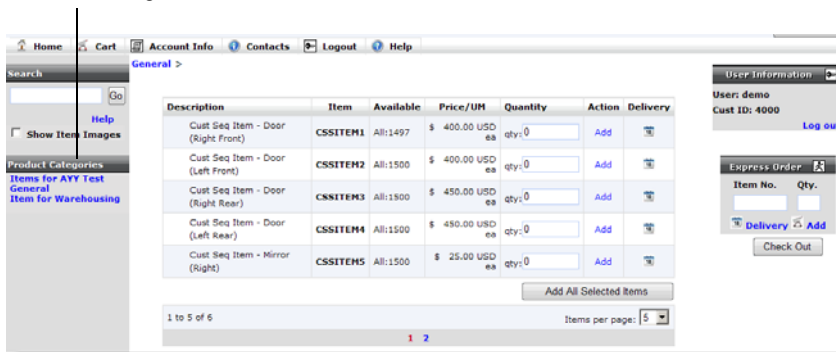 Home Cart Account Info Contacts Logout Help
General >
Search
Go
Help
Show Item Images
Product Categories
Items for AYY Test
General
Item for Warehousing
Description Item Available Price/UM Quantity Action Delivery
Cust Seq Item - Door (Right Front) CSSITEM1 All:1497 $ 400.00 USD ea qty: 0 Add
Cust Seq Item - Door (Left Front) CSSITEM2 All:1500 $ 400.00 USD ea qty: 0 Add
Cust Seq Item - Door (Right Rear) CSSITEM3 All:1500 $ 450.00 USD ea qty: 0 Add
Cust Seq Item - Door (Left Rear) CSSITEM4 All:1500 $ 450.00 USD ea qty: 0 Add
Cust Seq Item - Mirror (Right) CSSITEM5 All:1500 $ 25.00 USD ea qty: 0 Add
Add All Selected Items
1 to 5 of 6 Items per page: 5
1 2
User Information
User: demo
Cust ID: 4000
Log ou
Express Order
Item No. Qty.
Delivery Add
Check Out